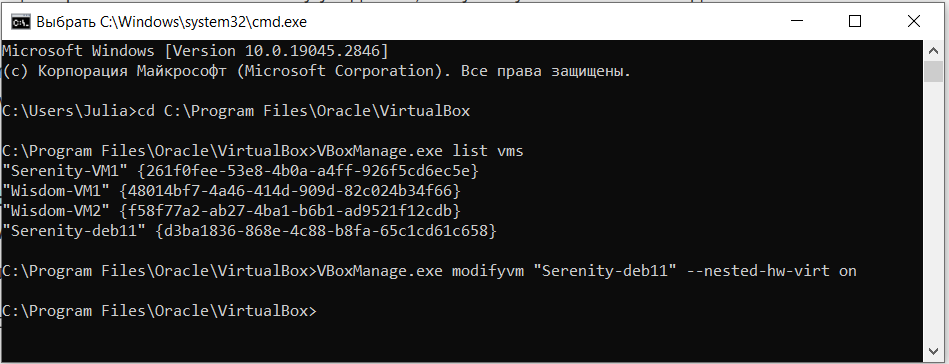 Выбрать C:\Windows\system32\cmd.exe
Microsoft Windows [Version 10.0.19045.2846]
(c) Корпорация Майкрософт (Microsoft Corporation). Все права защищены.
C:\Users\Julia>cd C:\Program Files\Oracle\VirtualBox
C:\Program Files\Oracle\VirtualBox>VBoxManage.exe list vms
"Serenity-VM1" {261f0fee-53e8-4b0a-a4ff-926f5cd6ec5e}
"Wisdom-VM1" {48014bf7-4a46-414d-909d-82c024b34f66}
"Wisdom-VM2" {f58f77a2-ab27-4ba1-b6b1-ad9521f12cdb}
"Serenity-deb11" {d3ba1836-868e-4c88-b8fa-65c1cd61c658}
C:\Program Files\Oracle\VirtualBox>VBoxManage.exe modifyvm "Serenity-deb11" --nested-hw-virt on
C:\Program Files\Oracle\VirtualBox>